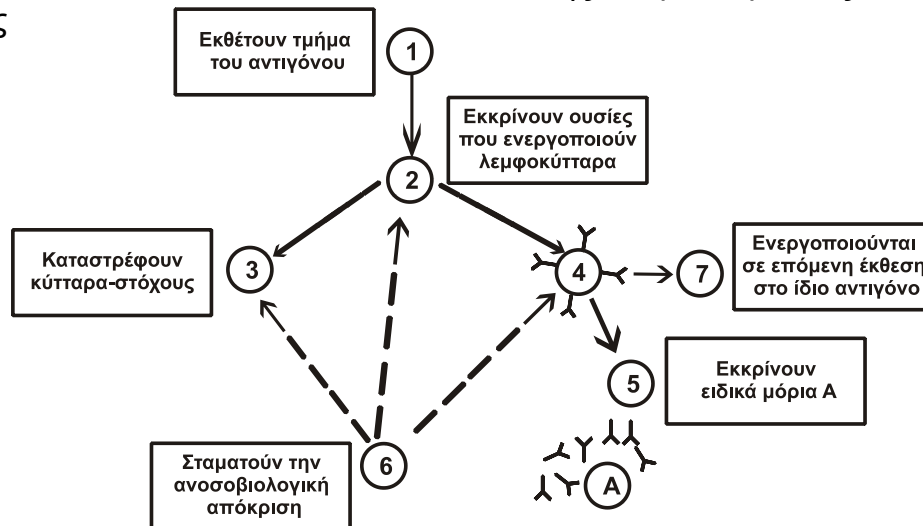 ς
Εκθέτουν τμήμα
του αντιγόνου
1
Εκκρίνουν ουσίες
που ενεργοποιούν
λεμφοκύτταρα
2
Καταστρέφουν
κύτταρα-στόχους
3
4
7
Ενεργοποιούνται
σε επόμενη έκθεση
στο ίδιο αντιγόνο
5
Εκκρίνουν
ειδικά μόρια Α
Σταματούν την
ανοσοβιολογική
απόκριση
6
Α